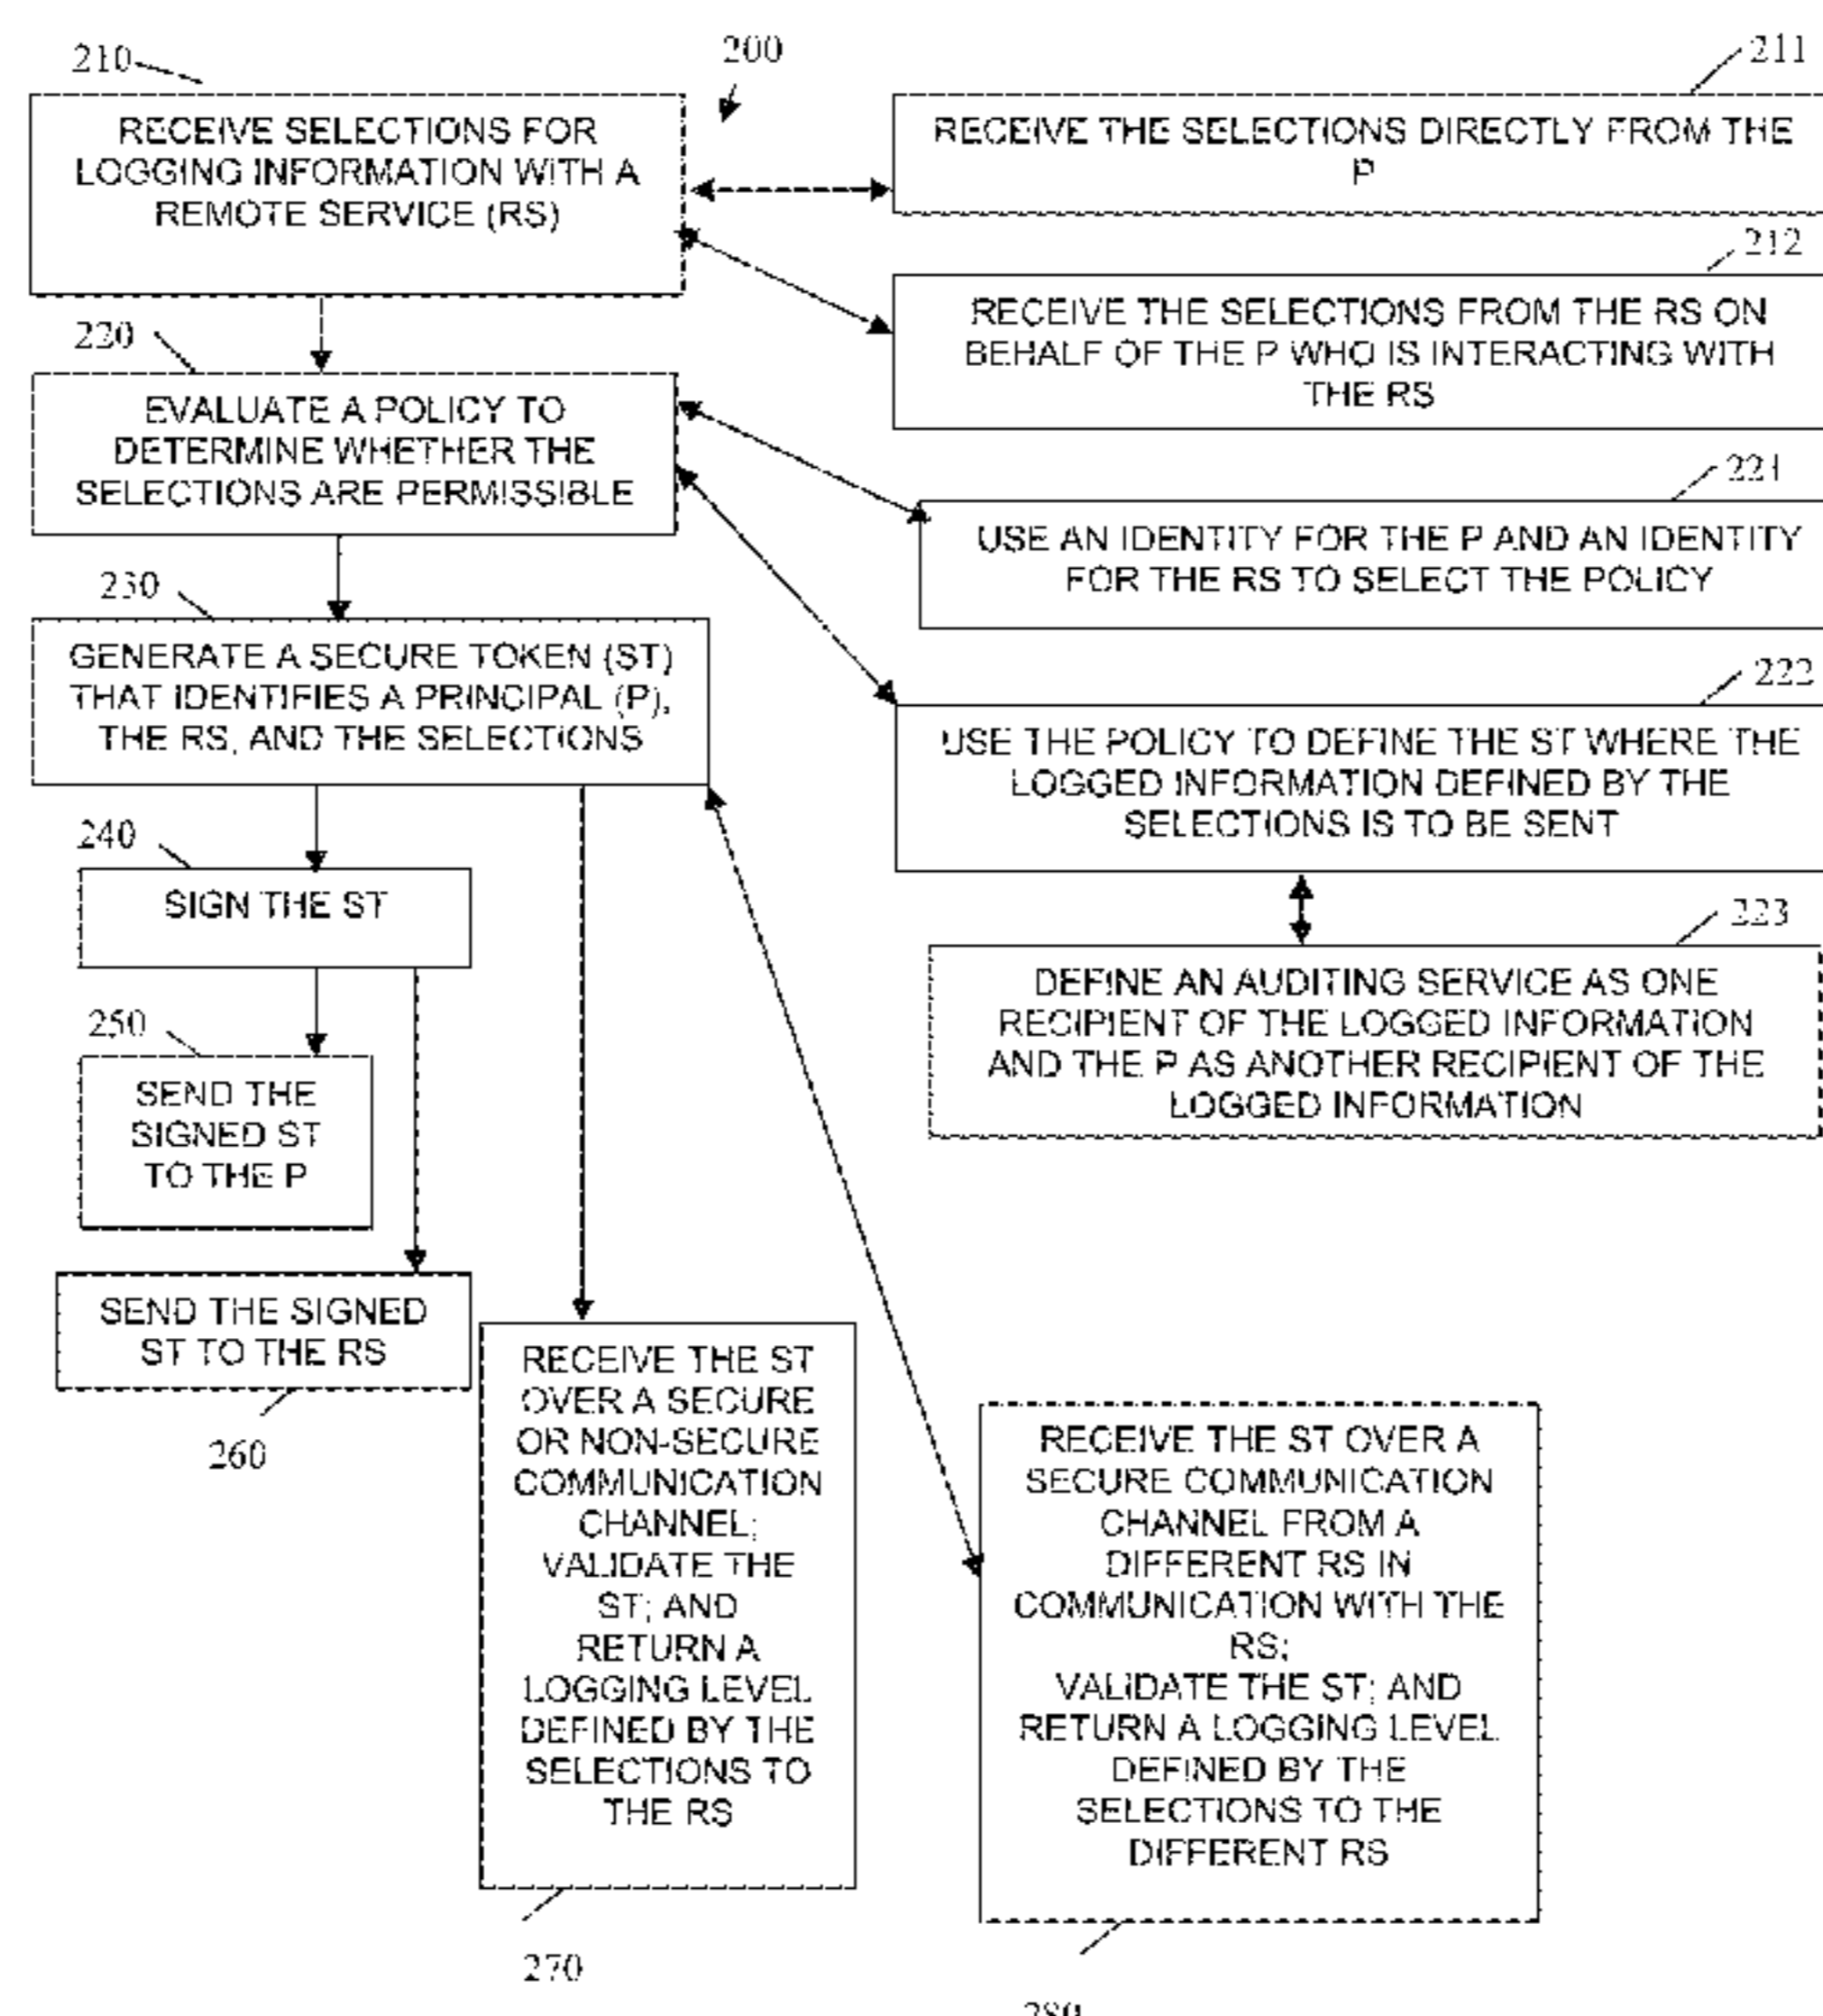 210
200
211
RECEIVE SELECTIONS FOR
LOGGING INFORMATION WITH A
REMOTE SERVICE (RS)
RECEIVE THE SELECTIONS DIRECTLY FROM THE
P
212
RECEIVE THE SELECTIONS FROM THE RS ON
BEHALF OF THE P WHO IS INTERACTING WITH
THE RS
220
EVALUATE A POLICY TO
DETERMINE WHETHER THE
SELECTIONS ARE PERMISSIBLE
221
USE AN IDENTITY FOR THE P AND AN IDENTITY
FOR THE RS TO SELECT THE POLICY
230
GENERATE A SECURE TOKEN (ST)
THAT IDENTIFIES A PRINCIPAL (P),
THE RS, AND THE SELECTIONS
222
USE THE POLICY TO DEFINE THE ST WHERE THE
LOGGED INFORMATION DEFINED BY THE
SELECTIONS IS TO BE SENT
240
SIGN THE ST
223
DEFINE AN AUDITING SERVICE AS ONE
RECIPIENT OF THE LOGGED INFORMATION
AND THE P AS ANOTHER RECIPIENT OF THE
LOGGED INFORMATION
250
SEND THE
SIGNED ST
TO THE P
SEND THE SIGNED
ST TO THE RS
260
RECEIVE THE ST
OVER A SECURE
OR NON-SECURE
COMMUNICATION
CHANNEL;
VALIDATE THE
ST; AND
RETURN A
LOGGING LEVEL
DEFINED BY THE
SELECTIONS TO
THE RS
270
RECEIVE THE ST OVER A
SECURE COMMUNICATION
CHANNEL FROM A
DIFFERENT RS IN
COMMUNICATION WITH THE
RS;
VALIDATE THE ST; AND
RETURN A LOGGING LEVEL
DEFINED BY THE
SELECTIONS TO THE
DIFFERENT RS
280